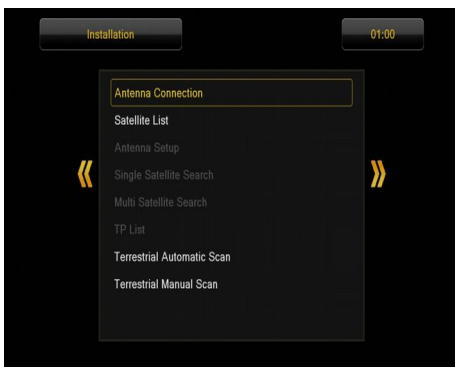 Installation
01:00
Antenna Connection
Satellite List
Antenna Setup
Single Satellite Search
Multi Satellite Search
TP List
Terrestrial Automatic Scan
Terrestrial Manual Scan